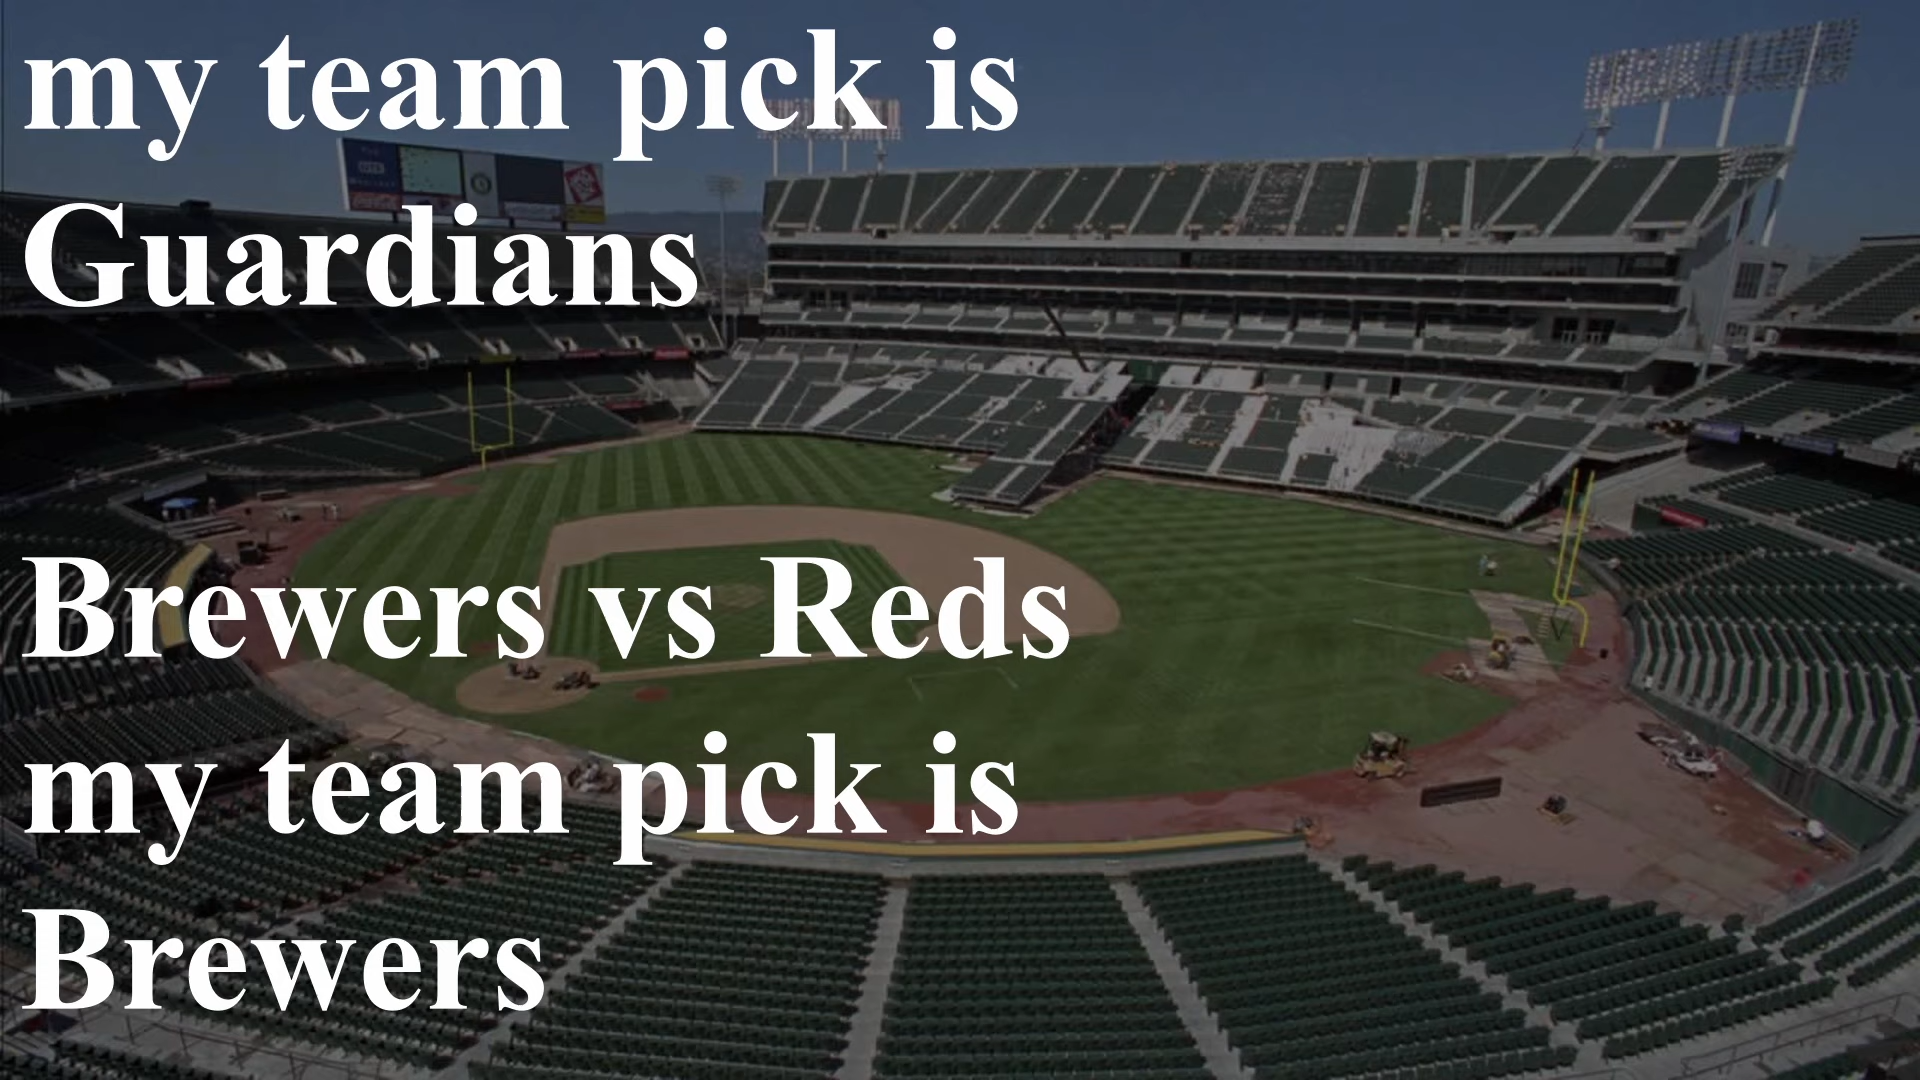 my team pick is
Guardians
Brewers vs Reds
my team pick is
Brewers